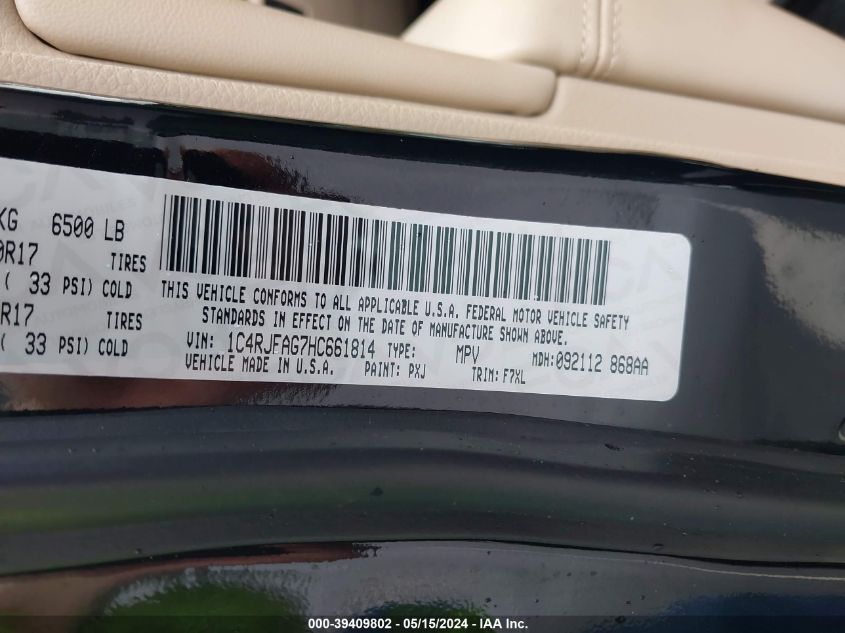 KG 6500 LB
0R17 TIRES
( 33 PSI) COLD
R17 TIRES
( 33 PSI) COLD
THIS VEHICLE CONFORMS TO ALL APPLICABLE U.S.A. FEDERAL MOTOR VEHICLE SAFETY
STANDARDS IN EFFECT ON THE DATE OF MANUFACTURE SHOWN ABOVE.
VIN: 1C4RJFAG7HC661814 TYPE: MPV MDH:092112 868AA
VEHICLE MADE IN U.S.A. PAINT: PXJ TRIM: F7XL
000-39409802 - 05/15/2024 - IAA Inc.